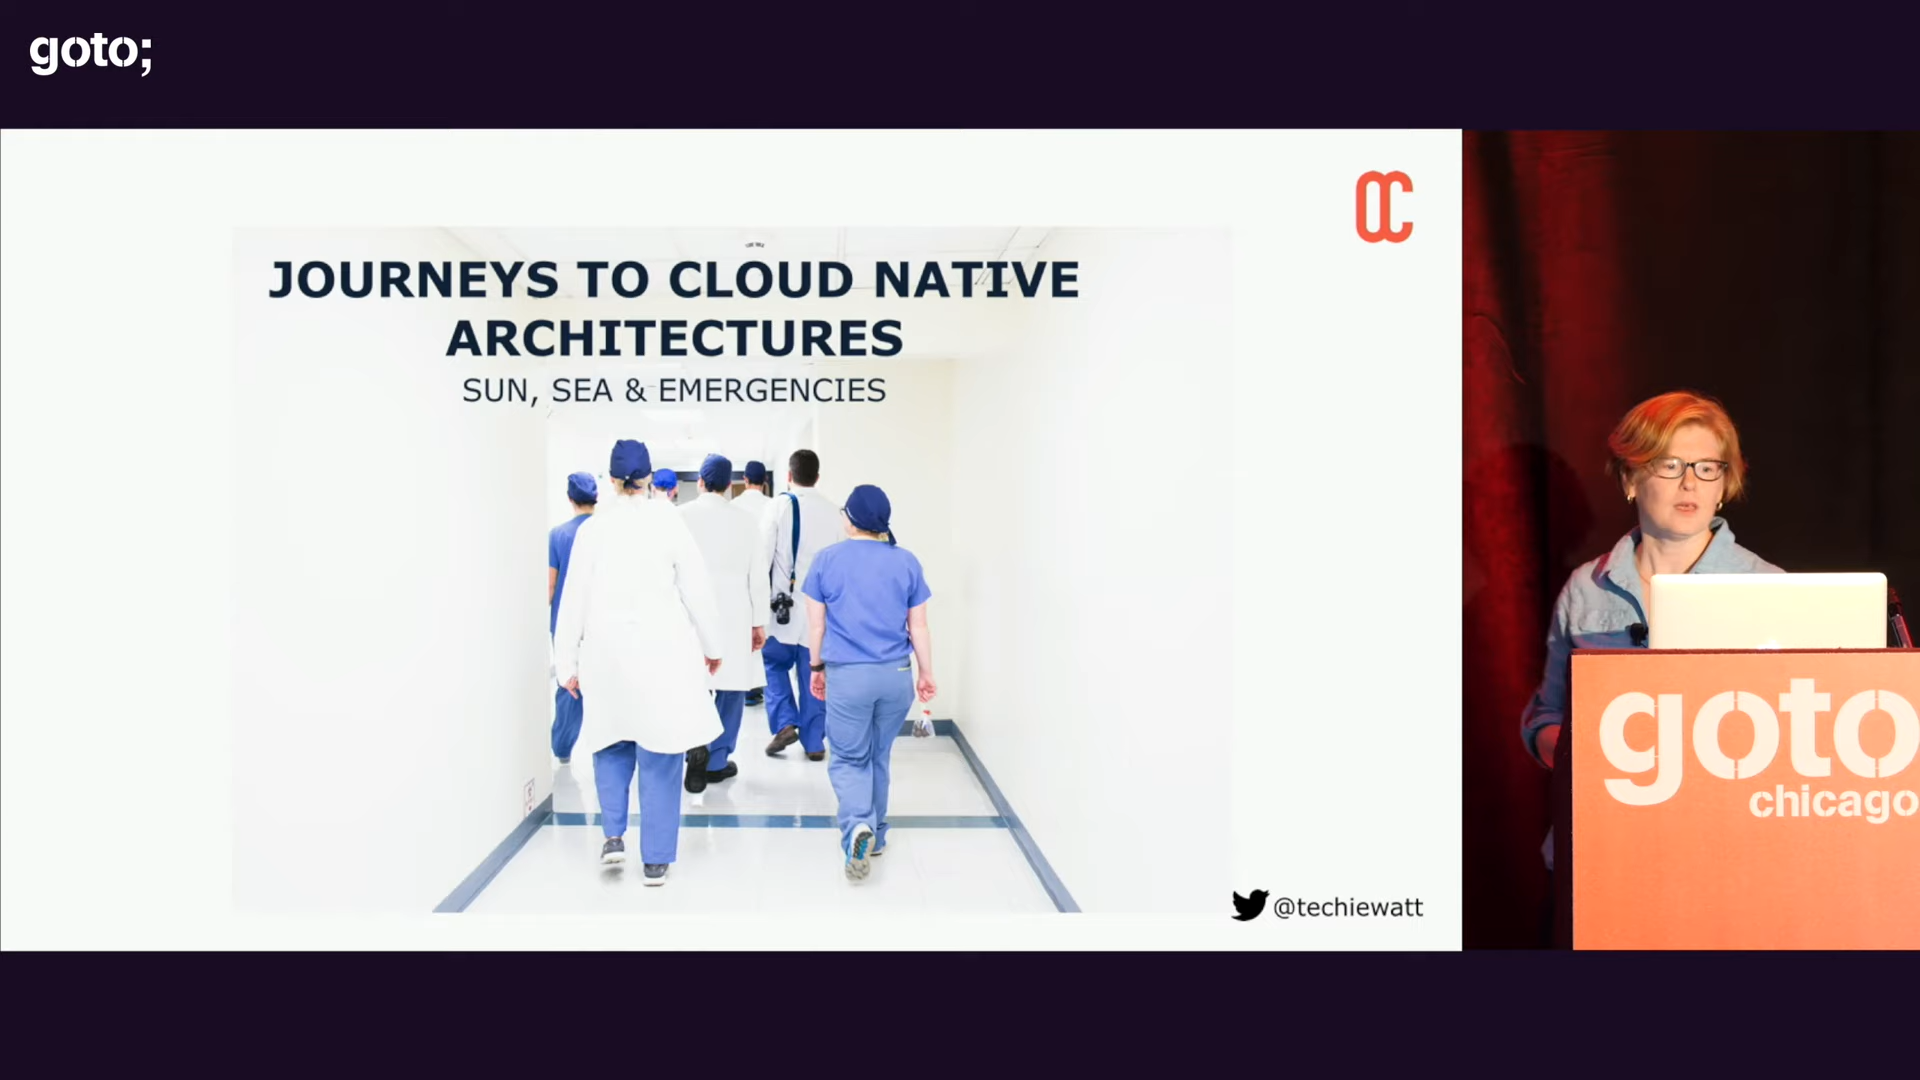 goto;
JOURNEYS TO CLOUD NATIVE
ARCHITECTURES
SUN, SEA & EMERGENCIES
@techiewatt
goto
chicago